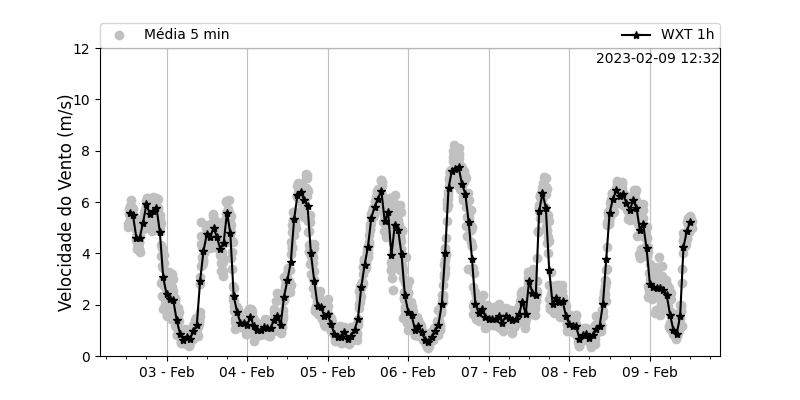 Média 5 min
WXT 1h
2023-02-09 12:32
Velocidade do Vento (m/s)
12
10
8
6
4
2
0
03 - Feb
04 - Feb
05 - Feb
06 - Feb
07 - Feb
08 - Feb
09 - Feb